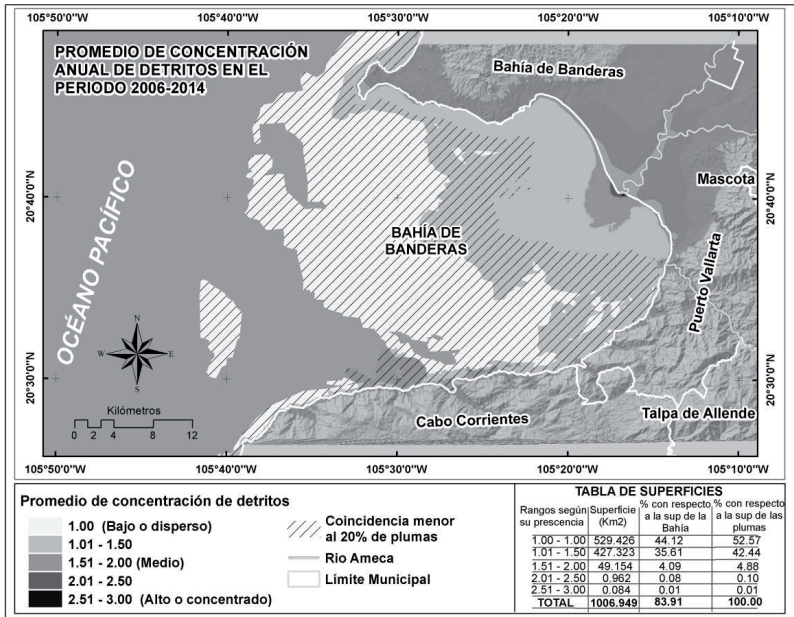 105°50'0"W 105°40'0"W 105°30'0"W 105°20'0"W 105°10'0"W
PROMEDIO DE CONCENTRACIÓN
ANUAL DE DETRITOS EN EL
PERIODO 2006-2014
Bahía de Banderas
20°40'0"N
20°40'0"N
Mascota
OCÉANO PACÍFICO
BAHÍA DE
BANDERAS
Puerto Vallarta
N
W E
S
20°30'0"N
20°30'0"N
Kilómetros
0 2 4 8 12
Cabo Corrientes
Talpa de Allende
105°50'0"W 105°40'0"W 105°30'0"W 105°20'0"W 105°10'0"W
Promedio de concentración de detritos
1.00 (Bajo o disperso)
1.01 - 1.50
1.51 - 2.00 (Medio)
2.01 - 2.50
2.51 - 3.00 (Alto o concentrado)
Coincidencia menor
al 20% de plumas
Rio Ameca
Límite Municipal
TABLA DE SUPERFICIES
Rangos según su prescencia Superficie (Km2) % con respecto a la sup de la Bahía % con respecto a la sup de las plumas
1.00 - 1.00 529.426 44.12 52.57
1.01 - 1.50 427.323 35.61 42.44
1.51 - 2.00 49.154 4.09 4.88
2.01 - 2.50 0.962 0.08 0.10
2.51 - 3.00 0.084 0.01 0.01
TOTAL 1006.949 83.91 100.00